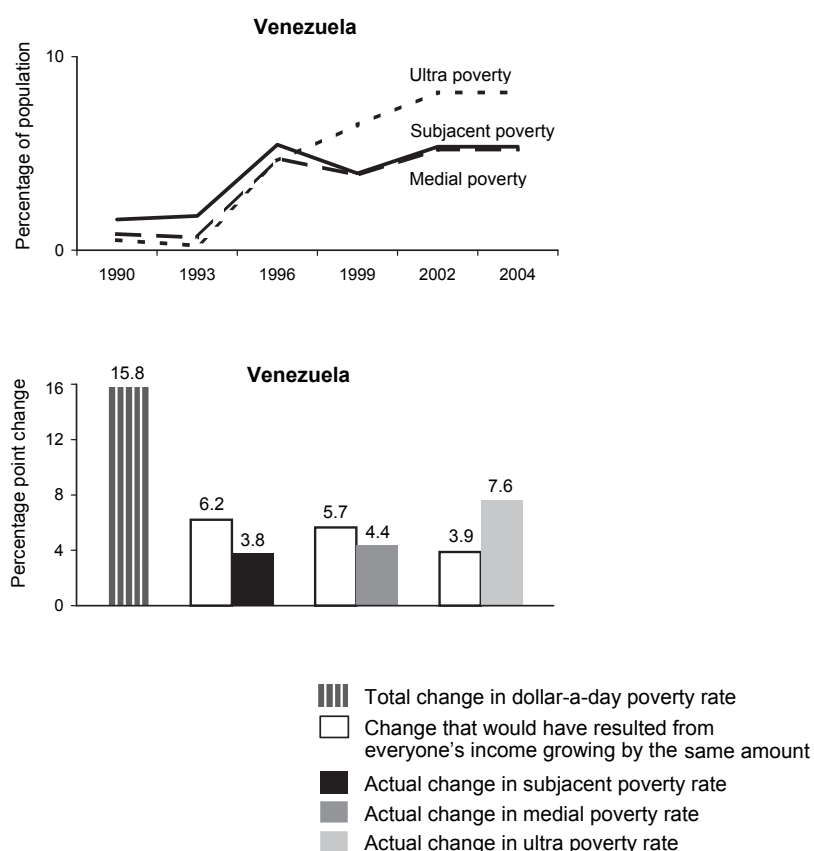 Venezuela
10
Percentage of population
Ultra poverty
Subjacent poverty
Medial poverty
0
1990 1993 1996 1999 2002 2004
Venezuela
Percentage point change
15.8
16
12
8
7.6
6.2
5.7
4.4
3.8
3.9
4
0
Total change in dollar-a-day poverty rate
Change that would have resulted from
everyone's income growing by the same amount
Actual change in subjacent poverty rate
Actual change in medial poverty rate
Actual change in ultra poverty rate